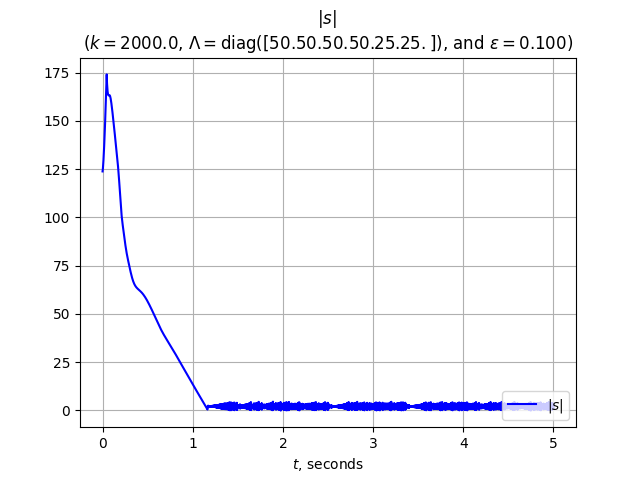 |s|
(k = 2000.0, Λ = diag([50.50.50.50.25.25. ]), and ε = 0.100)
175
150
125
100
75
50
25
0
|s|
0 1 2 3 4 5
t, seconds